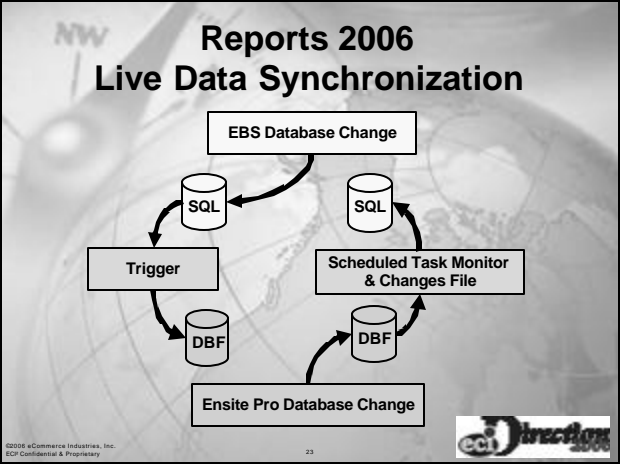 NW
Reports 2006
Live Data Synchronization
EBS Database Change
SQL
SQL
Trigger
Scheduled Task Monitor
& Changes File
DBF
DBF
Ensite Pro Database Change
©2006 eCommerce Industries, Inc.
ECI² Confidential & Proprietary
23
eci Direction
2006